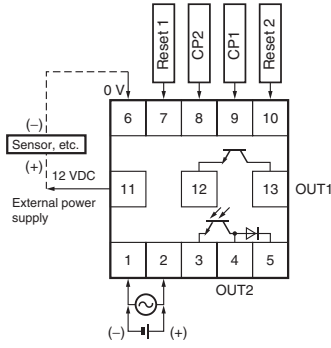 Reset 1
CP2
CP1
Reset 2
0 V
6 7 8 9 10
(−)
Sensor, etc.
(+)
12 VDC
External power
supply
11 12 13
OUT1
1 2 3 4 5
OUT2
(−) (+)